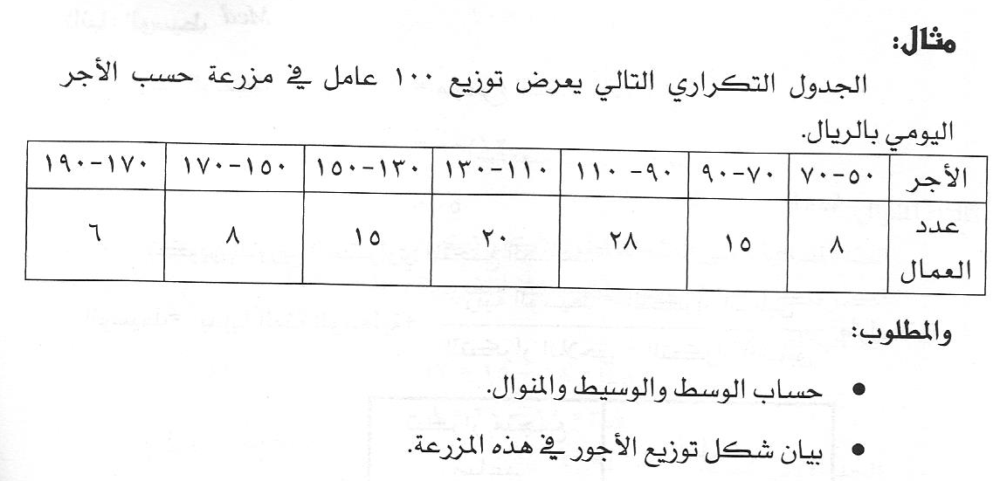 مثال:
الجدول التكراري التالي يعرض توزيع ١٠٠ عامل في مزرعة حسب الأجر
اليومي بالريال.
الأجر ٥٠-٧٠ ٧٠-٩٠ ٩٠- ١١٠ ١١٠-١٣٠ ١٣٠-١٥٠ ١٥٠-١٧٠ ١٧٠-١٩٠
عدد العمال ٨ ١٥ ٢٨ ٢٠ ١٥ ٨ ٦
والمطلوب:
● حساب الوسط والوسيط والمنوال.
● بيان شكل توزيع الأجور في هذه المزرعة.